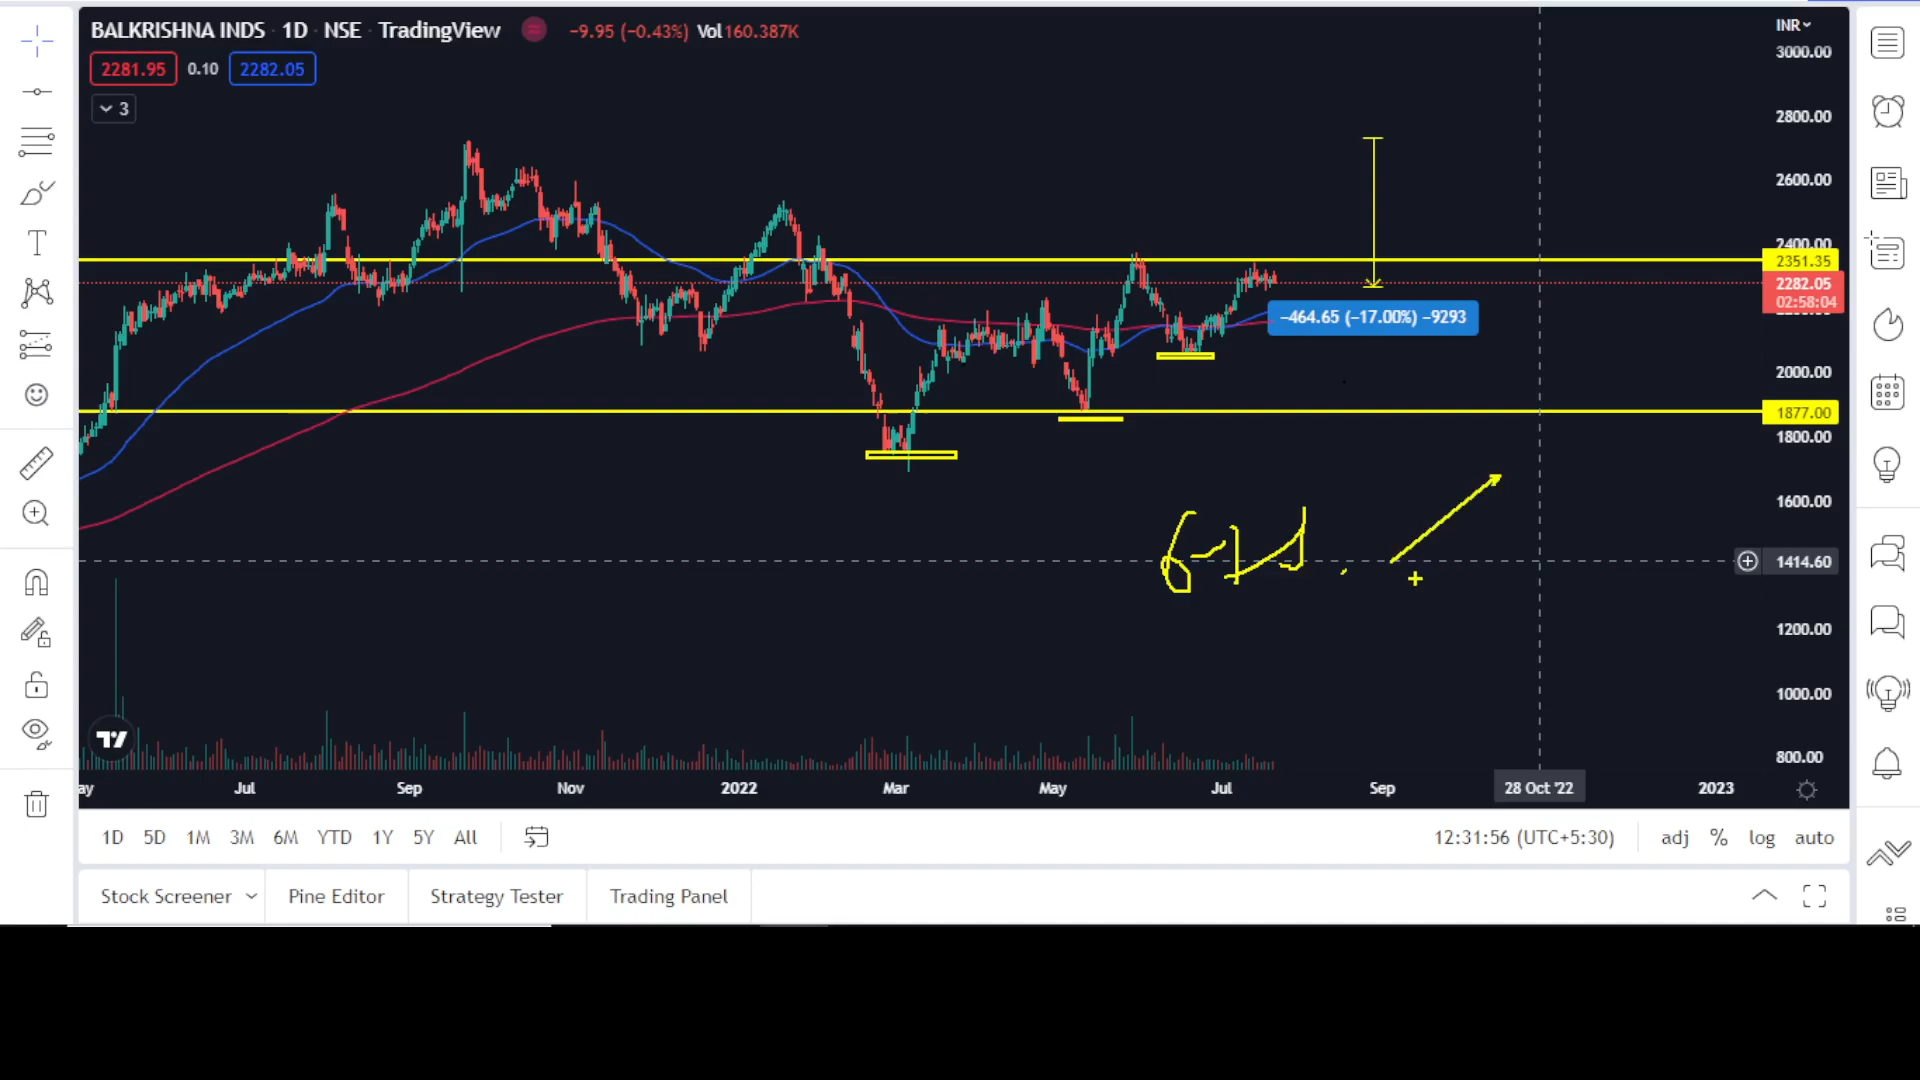 BALKRISHNA INDS · 1D · NSE · TradingView −9.95 (−0.43%) Vol 160.387K
2281.95 0.10 2282.05
3
INR
3000.00
2800.00
2600.00
2400.00
2351.35
2282.05
02:58:04
−464.65 (−17.00%) −9293
2000.00
1877.00
1800.00
1600.00
1414.60
1200.00
1000.00
800.00
ay Jul Sep Nov 2022 Mar May Jul Sep 28 Oct '22 2023
1D 5D 1M 3M 6M YTD 1Y 5Y All 12:31:56 (UTC+5:30) adj % log auto
Stock Screener Pine Editor Strategy Tester Trading Panel